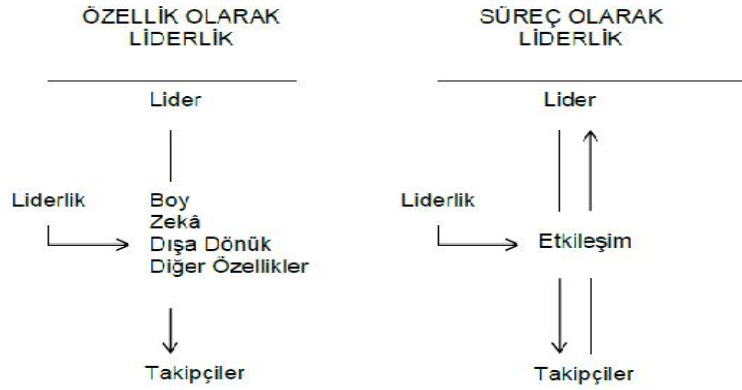 ÖZELLİK OLARAK
LİDERLİK
Lider
Liderlik
Boy
Zekâ
Dışa Dönük
Diğer Özellikler
Takipçiler
SÜREÇ OLARAK
LİDERLİK
Lider
Liderlik
Etkileşim
Takipçiler